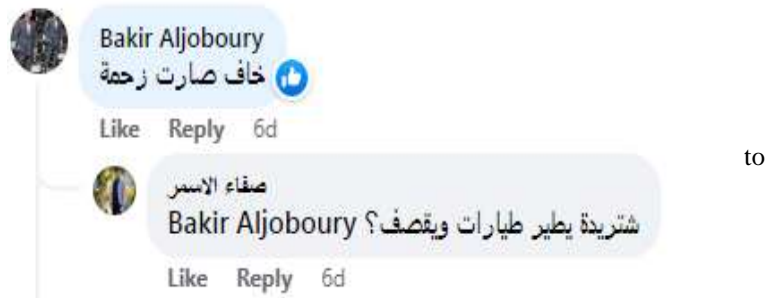 Bakir Aljoboury
خاف صارت زحمة
Like Reply 6d
to
صفاء الاسمر
Bakir Aljoboury شتريدة يطير طيارات ويقصف؟
Like Reply 6d